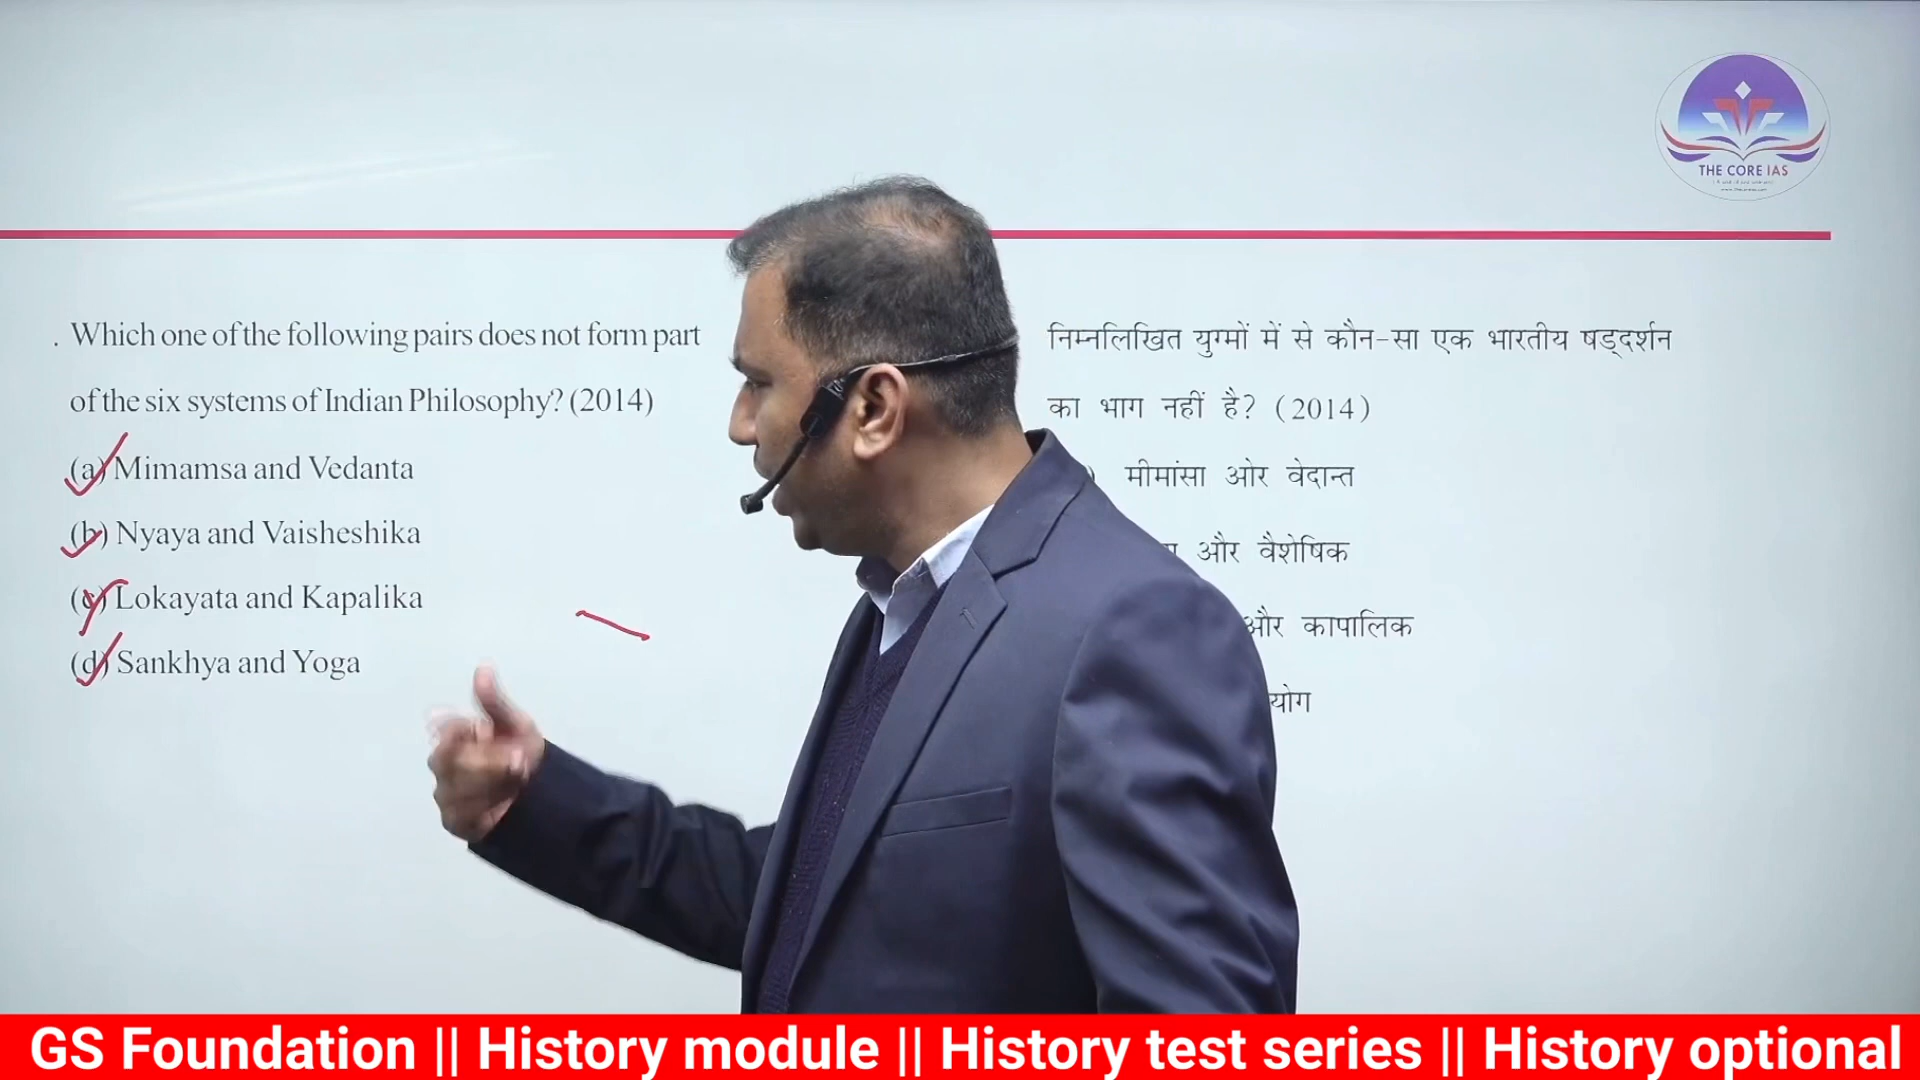 THE CORE IAS
. Which one of the following pairs does not form part
of the six systems of Indian Philosophy? (2014)
(a) Mimamsa and Vedanta
(b) Nyaya and Vaisheshika
(c) Lokayata and Kapalika
(d) Sankhya and Yoga
निम्नलिखित युग्मों में से कौन-सा एक भारतीय षड्दर्शन
का भाग नहीं है? (2014)
मीमांसा ओर वेदान्त
और वैशेषिक
और कापालिक
योग
GS Foundation || History module || History test series || History optional